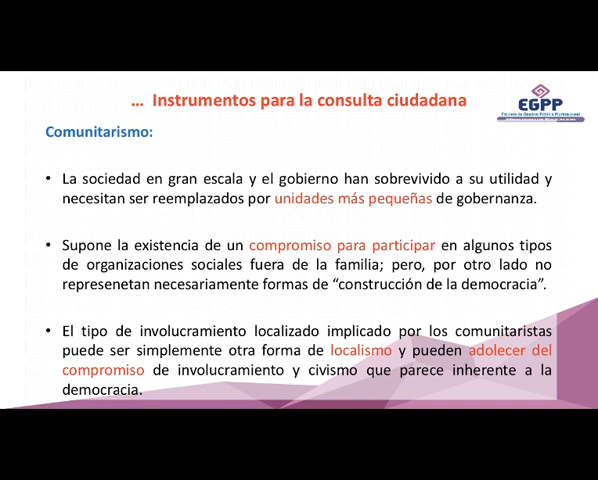 ... Instrumentos para la consulta ciudadana
EGPP
Comunitarismo:
• La sociedad en gran escala y el gobierno han sobrevivido a su utilidad y
necesitan ser reemplazados por unidades más pequeñas de gobernanza.
• Supone la existencia de un compromiso para participar en algunos tipos
de organizaciones sociales fuera de la familia; pero, por otro lado no
represenetan necesariamente formas de “construcción de la democracia”.
• El tipo de involucramiento localizado implicado por los comunitaristas
puede ser simplemente otra forma de localismo y pueden adolecer del
compromiso de involucramiento y civismo que parece inherente a la
democracia.